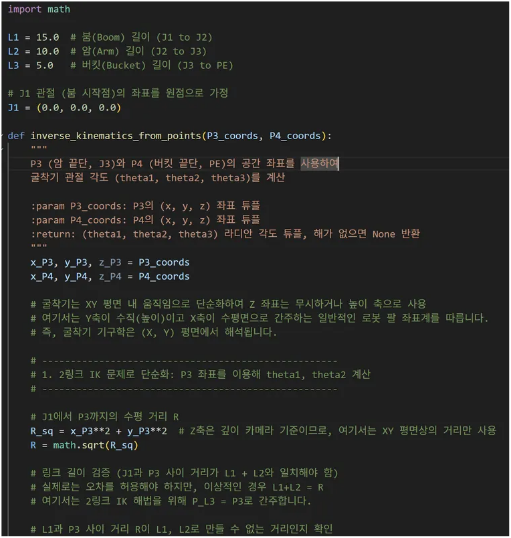 import math
L1 = 15.0  # 붐(Boom) 길이 (J1 to J2)
L2 = 10.0  # 암(Arm) 길이 (J2 to J3)
L3 = 5.0   # 버킷(Bucket) 길이 (J3 to PE)
# J1 관절 (붐 시작점)의 좌표를 원점으로 가정
J1 = (0.0, 0.0, 0.0)
def inverse_kinematics_from_points(P3_coords, P4_coords):
"""
P3 (암 끝단, J3)와 P4 (버킷 끝단, PE)의 공간 좌표를 사용하여
굴착기 관절 각도 (theta1, theta2, theta3)를 계산
:param P3_coords: P3의 (x, y, z) 좌표 튜플
:param P4_coords: P4의 (x, y, z) 좌표 튜플
:return: (theta1, theta2, theta3) 라디안 각도 튜플, 해가 없으면 None 반환
"""
x_P3, y_P3, z_P3 = P3_coords
x_P4, y_P4, z_P4 = P4_coords
# 굴착기는 XY 평면 내 움직임으로 단순화하여 Z 좌표는 무시하거나 높이 축으로 사용
# 여기서는 Y축이 수직(높이)이고 X축이 수평면으로 간주하는 일반적인 로봇 팔 좌표계를 따릅니다.
# 즉, 굴착기 기구학은 (X, Y) 평면에서 해석됩니다.
# --------------------------------------------------
# 1. 2링크 IK 문제로 단순화: P3 좌표를 이용해 theta1, theta2 계산
# --------------------------------------------------
# J1에서 P3까지의 수평 거리 R
R_sq = x_P3**2 + y_P3**2  # Z축은 깊이 카메라 기준이므로, 여기서는 XY 평면상의 거리만 사용
R = math.sqrt(R_sq)
# 링크 길이 검증 (J1과 P3 사이 거리가 L1 + L2와 일치해야 함)
# 실제로는 오차를 허용해야 하지만, 이상적인 경우 L1+L2 = R
# 여기서는 2링크 IK 해법을 위해 P_L3 = P3로 간주합니다.
# L1과 P3 사이 거리 R이 L1, L2로 만들 수 없는 거리인지 확인